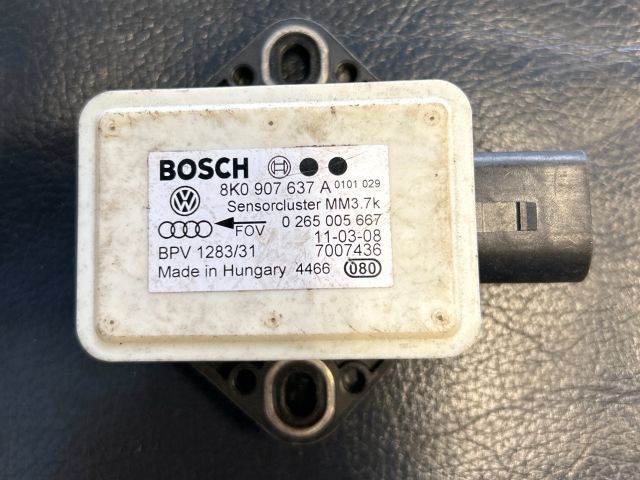 BOSCH
8K0 907 637 A 0101 029
Sensorcluster MM3.7k
FOV 0 265 005 667
11-03-08
BPV 1283/31 7007436
Made in Hungary 4466 080